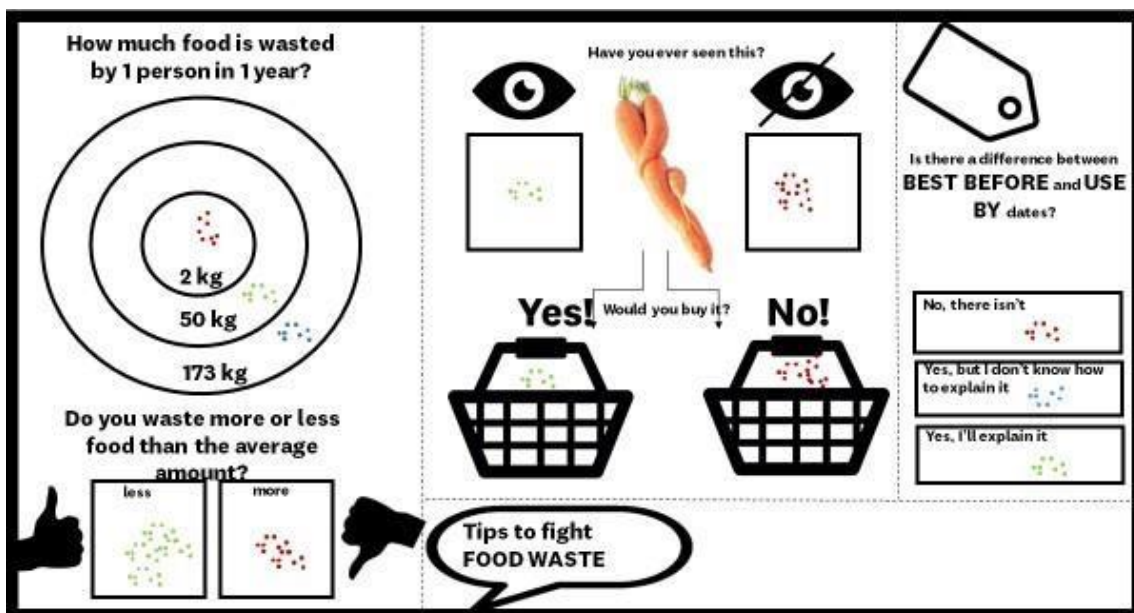 How much food is wasted
by 1 person in 1 year?
2 kg
50 kg
173 kg
Do you waste more or less
food than the average
amount?
less
more
Have you ever seen this?
Would you buy it?
Yes!
No!
Tips to fight
FOOD WASTE
Is there a difference between
BEST BEFORE and USE
BY dates?
No, there isn't
Yes, but I don't know how
to explain it
Yes, I'll explain it